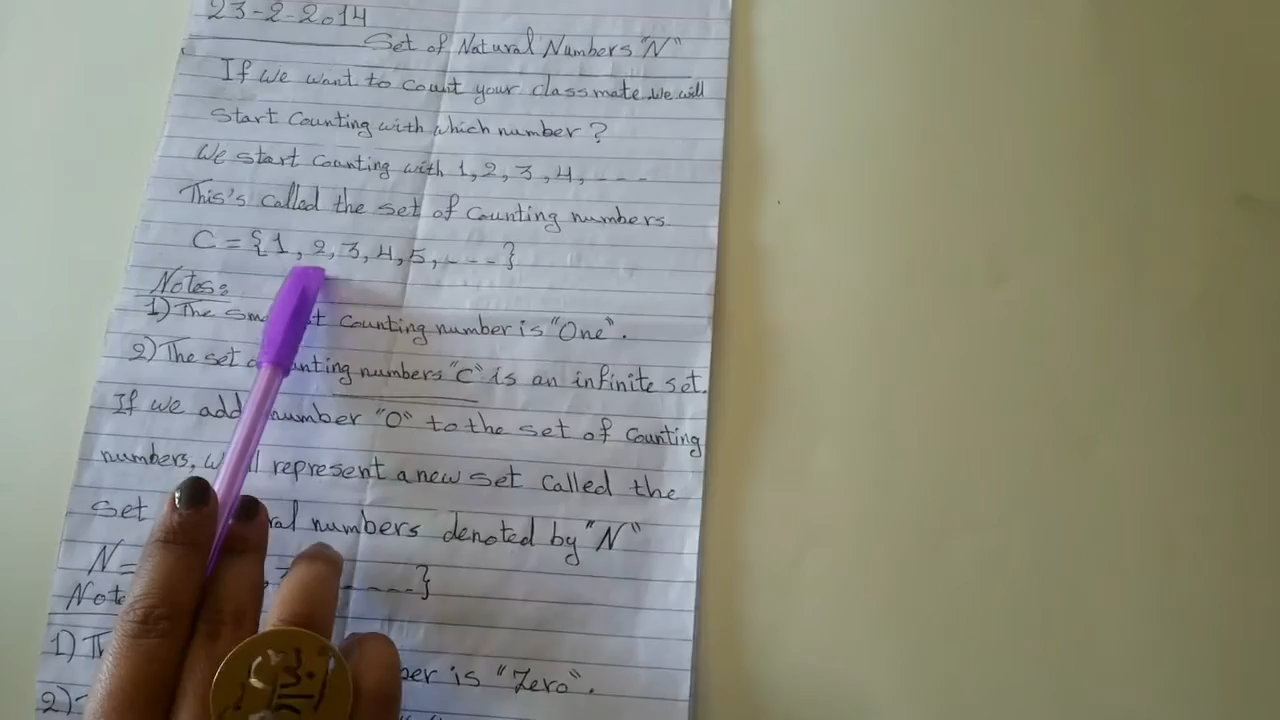 23-2-2014
Set of Natural Numbers "N"
If we want to count your classmate we will
start counting with which number?
We start counting with 1, 2, 3, 4, ----
This's called the set of counting numbers.
C = {1, 2, 3, 4, 5, ----}
Notes:
1) The counting number is "One".
2) The set numbers "C" is an infinite set.
If we add number "0" to the set of counting
numbers, represent a new set called the
set numbers denoted by "N"
N = ----}
1)
is "Zero".
2)